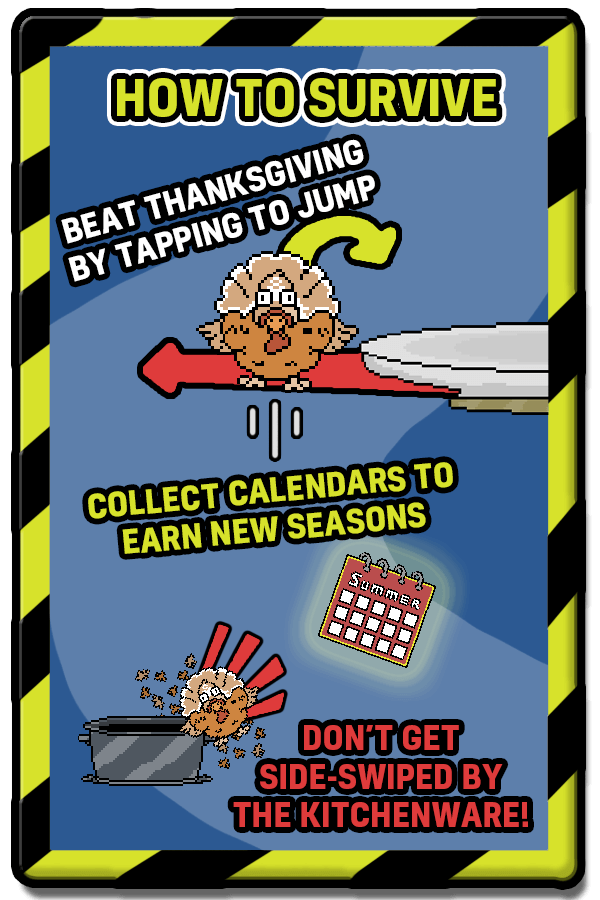 HOW TO SURVIVE
BEAT THANKSGIVING
BY TAPPING TO JUMP
COLLECT CALENDARS TO
EARN NEW SEASONS
SUMMER
DON'T GET
SIDE-SWIPED BY
THE KITCHENWARE!